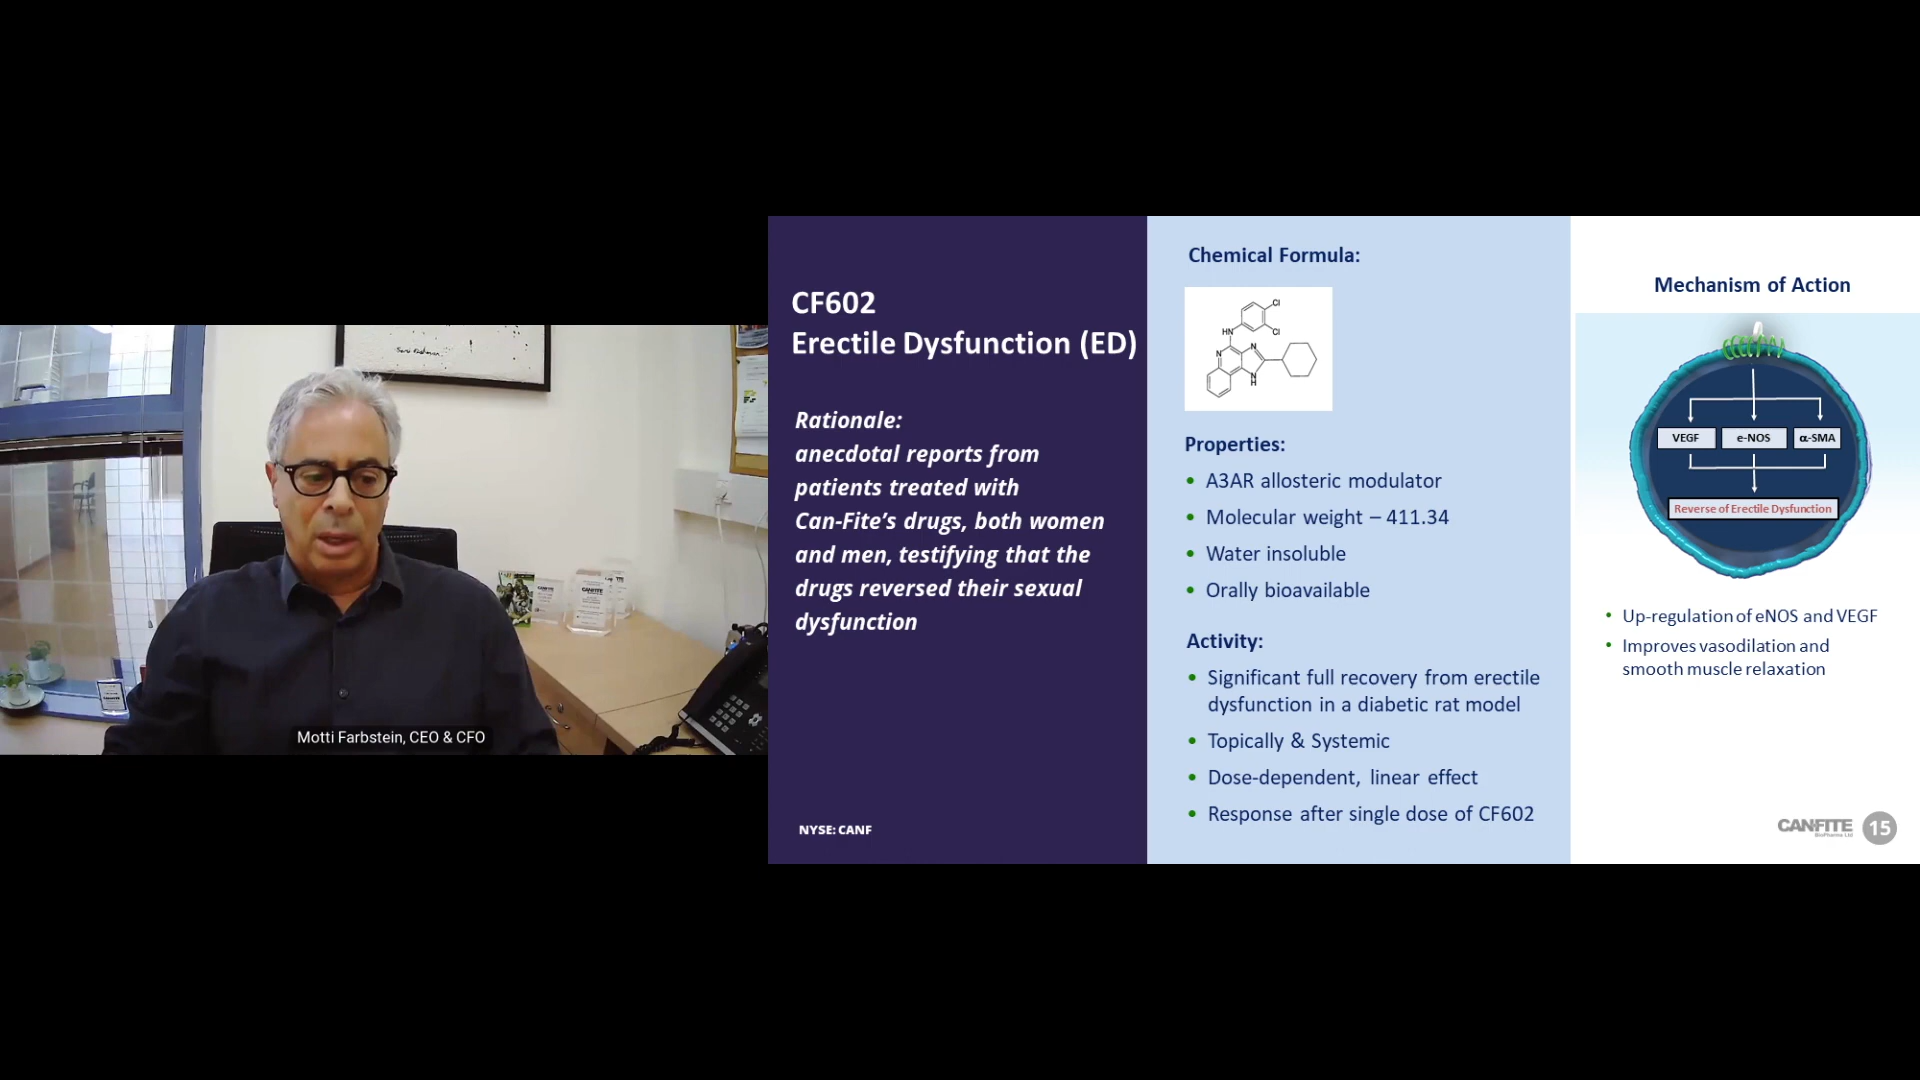 Motti Farbstein, CEO & CFO
CF602
Erectile Dysfunction (ED)
Rationale:
anecdotal reports from
patients treated with
Can-Fite’s drugs, both women
and men, testifying that the
drugs reversed their sexual
dysfunction
NYSE: CANF
Chemical Formula:
Cl
Cl
HN
N
N
N
H
Properties:
• A3AR allosteric modulator
• Molecular weight – 411.34
• Water insoluble
• Orally bioavailable
Activity:
• Significant full recovery from erectile
dysfunction in a diabetic rat model
• Topically & Systemic
• Dose-dependent, linear effect
• Response after single dose of CF602
Mechanism of Action
VEGF
e-NOS
α-SMA
Reverse of Erectile Dysfunction
• Up-regulation of eNOS and VEGF
• Improves vasodilation and
smooth muscle relaxation
CANFITE
BioPharma Ltd
15